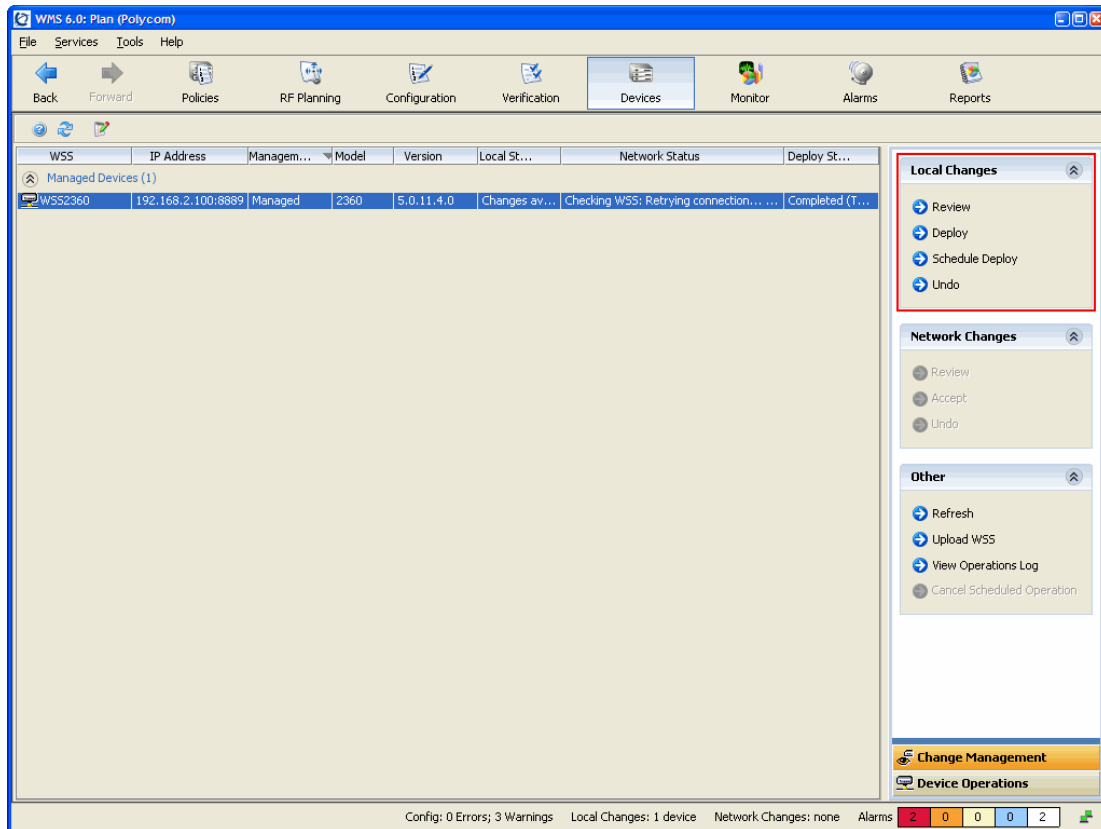 WMS 6.0: Plan (Polycom)
File Services Tools Help
Back Forward Policies RF Planning Configuration Verification Devices Monitor Alarms Reports
WSS IP Address Managem... Model Version Local St... Network Status Deploy St...
Managed Devices (1)
WSS2360 192.168.2.100:8889 Managed 2360 5.0.11.4.0 Changes av... Checking WSS: Retrying connection... ... Completed (T...
Local Changes
Review
Deploy
Schedule Deploy
Undo
Network Changes
Review
Accept
Undo
Other
Refresh
Upload WSS
View Operations Log
Cancel Scheduled Operation
Change Management
Device Operations
Config: 0 Errors; 3 Warnings Local Changes: 1 device Network Changes: none Alarms 2 0 0 0 2